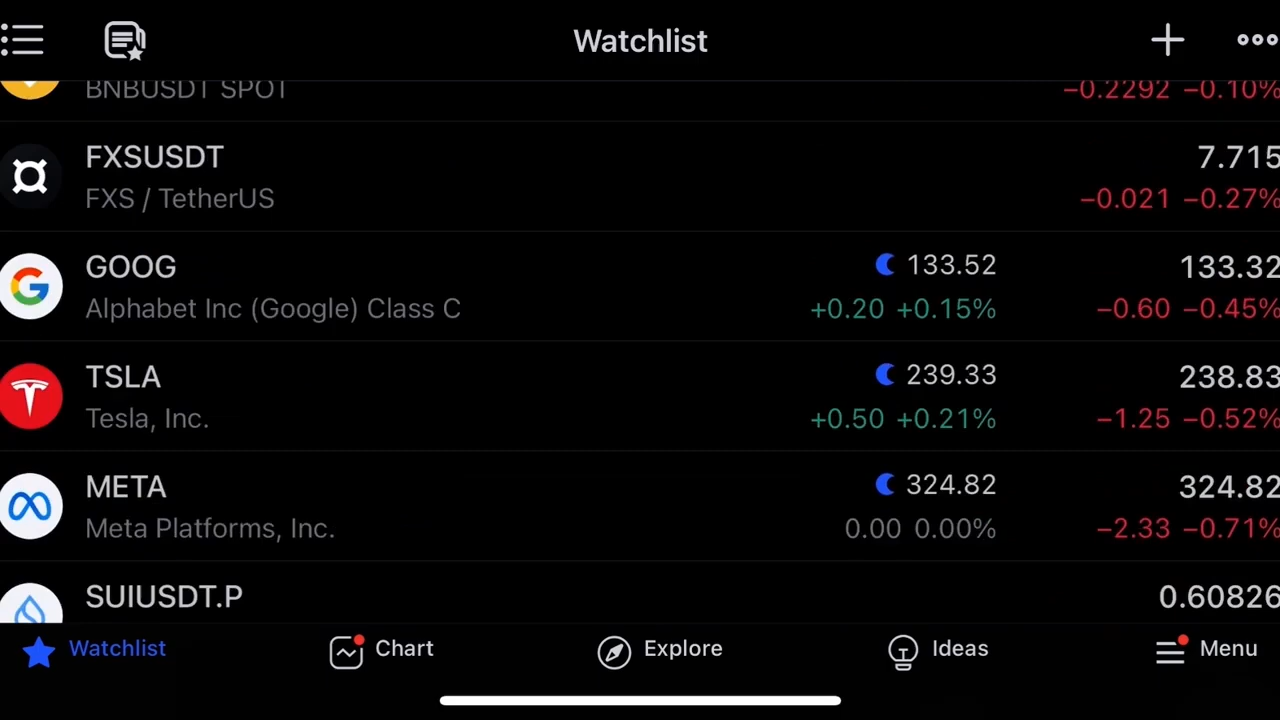 Watchlist
BNBUSDT SPOT
−0.2292 −0.10%
FXSUSDT
7.715
FXS / TetherUS
−0.021 −0.27%
GOOG
133.52
133.32
Alphabet Inc (Google) Class C
+0.20 +0.15%
−0.60 −0.45%
TSLA
239.33
238.83
Tesla, Inc.
+0.50 +0.21%
−1.25 −0.52%
META
324.82
324.82
Meta Platforms, Inc.
0.00 0.00%
−2.33 −0.71%
SUIUSDT.P
0.60826
Watchlist
Chart
Explore
Ideas
Menu